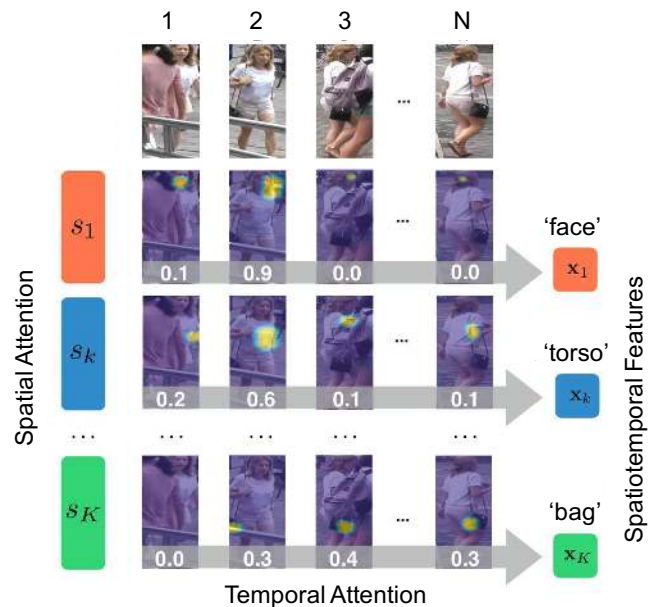 1 2 3 N
...
s₁
...
'face'
0.1 0.9 0.0 0.0
x₁
sₖ
...
'torso'
0.2 0.6 0.1 0.1
xₖ
... ... ... ... ...
s_K
...
'bag'
0.0 0.3 0.4 0.3
x_K
Spatial Attention
Temporal Attention
Spatiotemporal Features